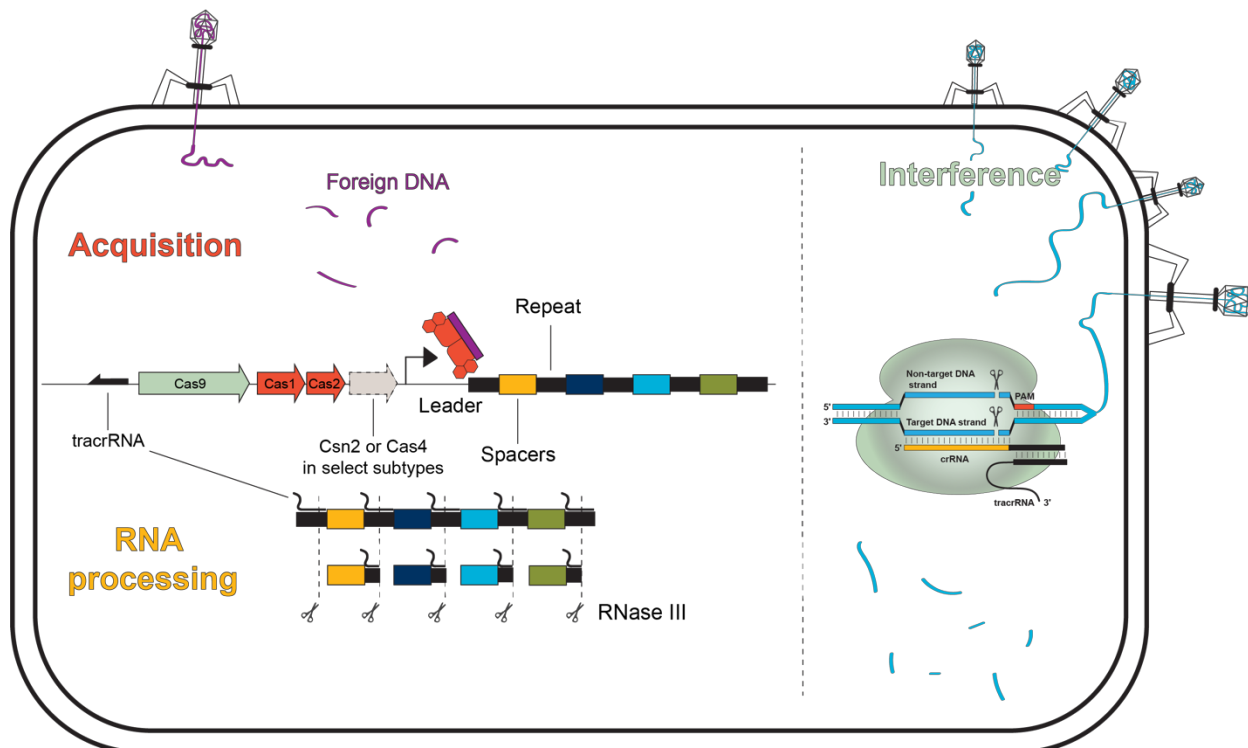 Foreign DNA
Acquisition
Repeat
Cas9
Cas1
Cas2
Leader
tracrRNA
Csn2 or Cas4
in select subtypes
Spacers
RNA
processing
RNase III
Interference
Non-target DNA
strand
PAM
5'
3'
Target DNA strand
5'
crRNA
tracrRNA
3'